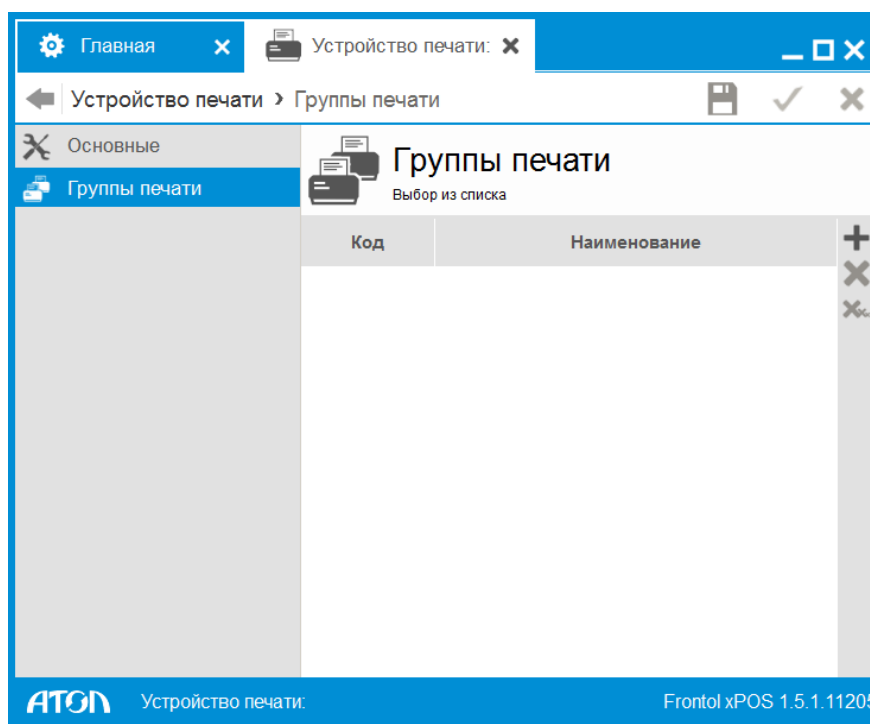 Главная
Устройство печати:
Устройство печати › Группы печати
Основные
Группы печати
Группы печати
Выбор из списка
Код Наименование
АТОЛ Устройство печати: Frontol xPOS 1.5.1.11205